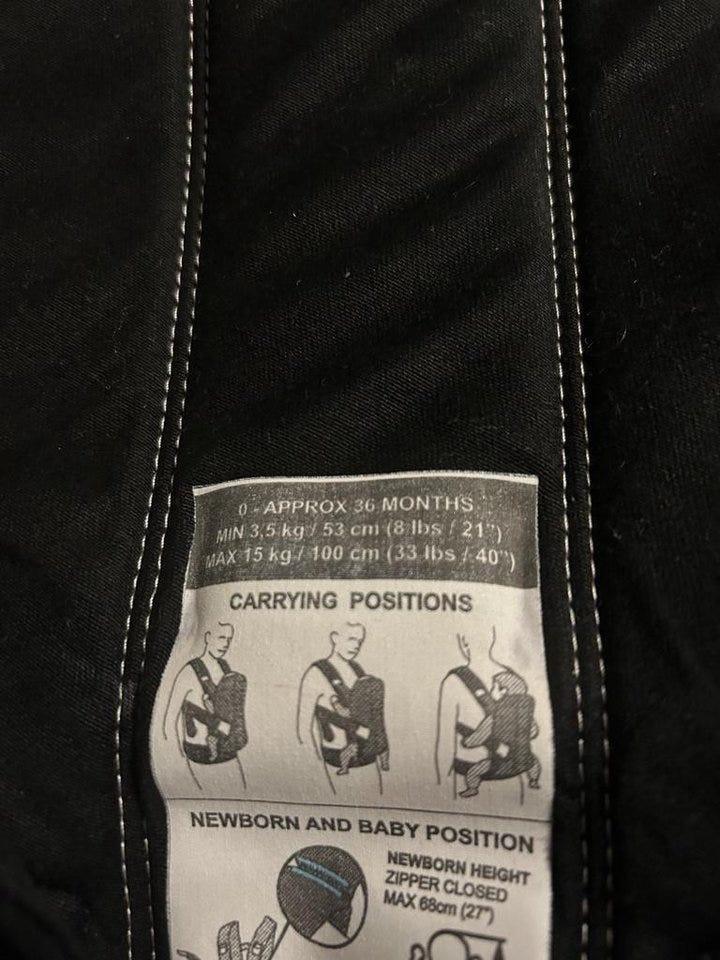 0 - APPROX 36 MONTHS
MIN 3,5 kg / 53 cm (8 lbs / 21")
MAX 15 kg / 100 cm (33 lbs / 40")
CARRYING POSITIONS
NEWBORN AND BABY POSITION
NEWBORN HEIGHT
ZIPPER CLOSED
MAX 68cm (27")